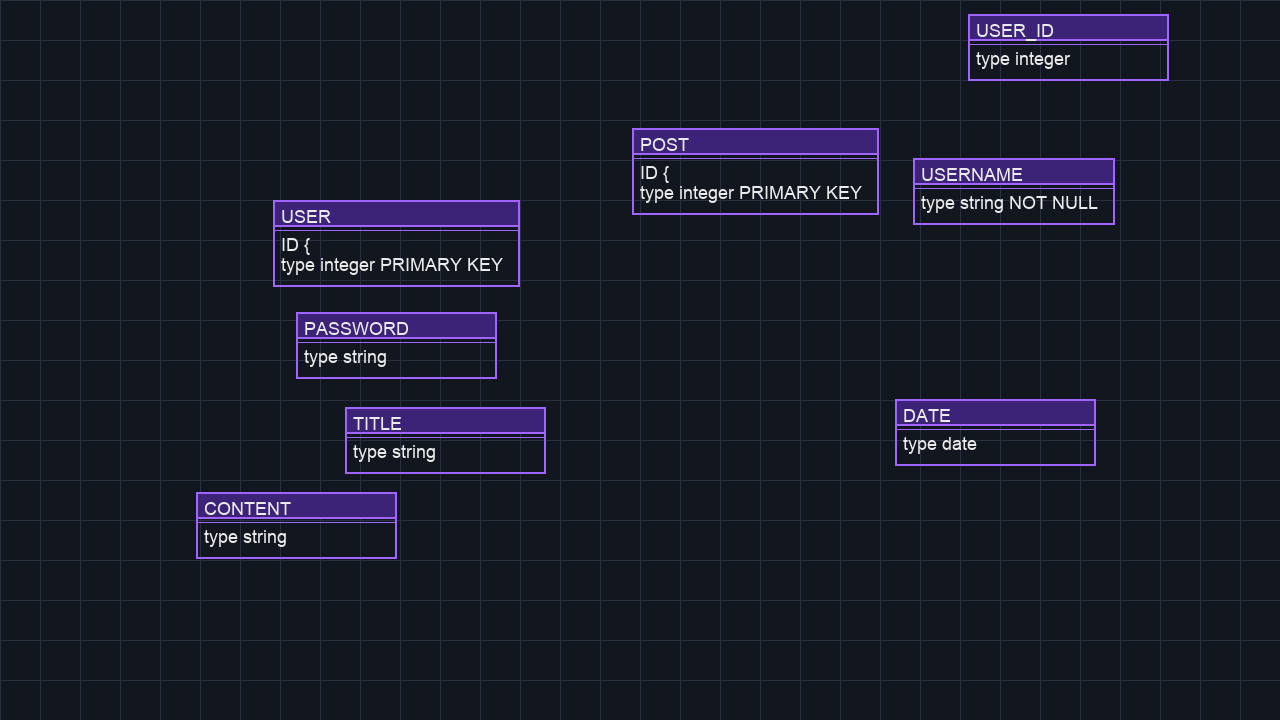 USER_ID
type integer
POST
ID {
type integer PRIMARY KEY
USERNAME
type string NOT NULL
USER
ID {
type integer PRIMARY KEY
PASSWORD
type string
TITLE
type string
DATE
type date
CONTENT
type string